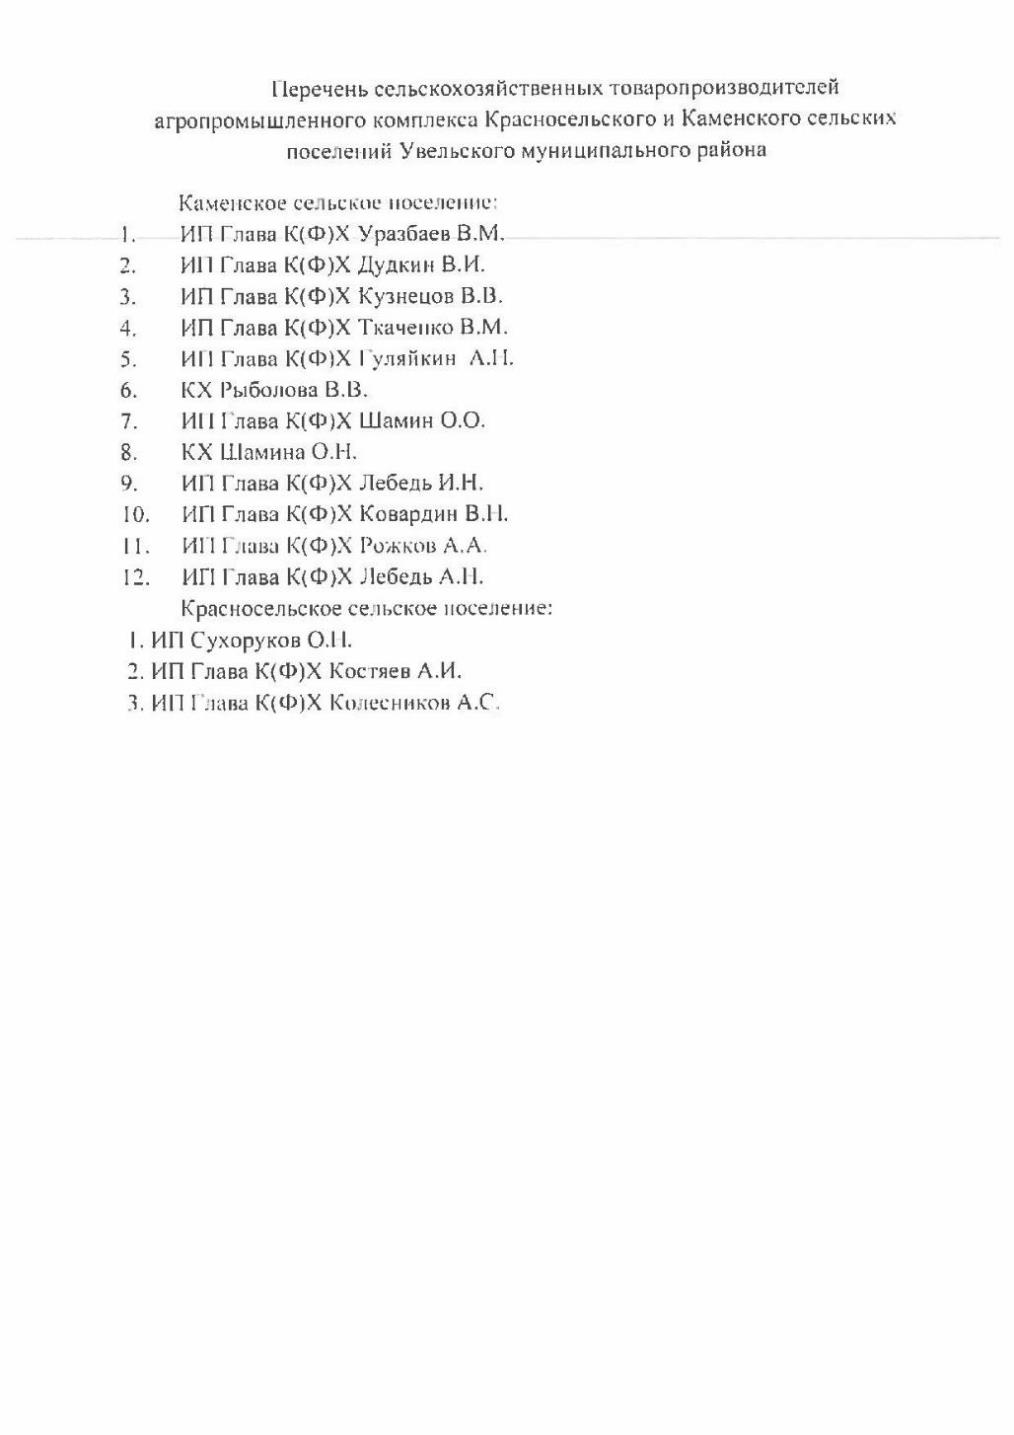 Перечень сельскохозяйственных товаропроизводителей
агропромышленного комплекса Красносельского и Каменского сельских
поселений Увельского муниципального района
Каменское сельское поселение:
1. ИП Глава К(Ф)Х Уразбаев В.М.
2. ИП Глава К(Ф)Х Дудкин В.И.
3. ИП Глава К(Ф)Х Кузнецов В.В.
4. ИП Глава К(Ф)Х Ткаченко В.М.
5. ИП Глава К(Ф)Х Гуляйкин А.Н.
6. КХ Рыболова В.В.
7. ИП Глава К(Ф)Х Шамин О.О.
8. КХ Шамина О.Н.
9. ИП Глава К(Ф)Х Лебедь И.Н.
10. ИП Глава К(Ф)Х Ковардин В.Н.
11. ИП Глава К(Ф)Х Рожков А.А.
12. ИП Глава К(Ф)Х Лебедь А.Н.
Красносельское сельское поселение:
1. ИП Сухоруков О.Н.
2. ИП Глава К(Ф)Х Костяев А.И.
3. ИП Глава К(Ф)Х Колесников А.С.